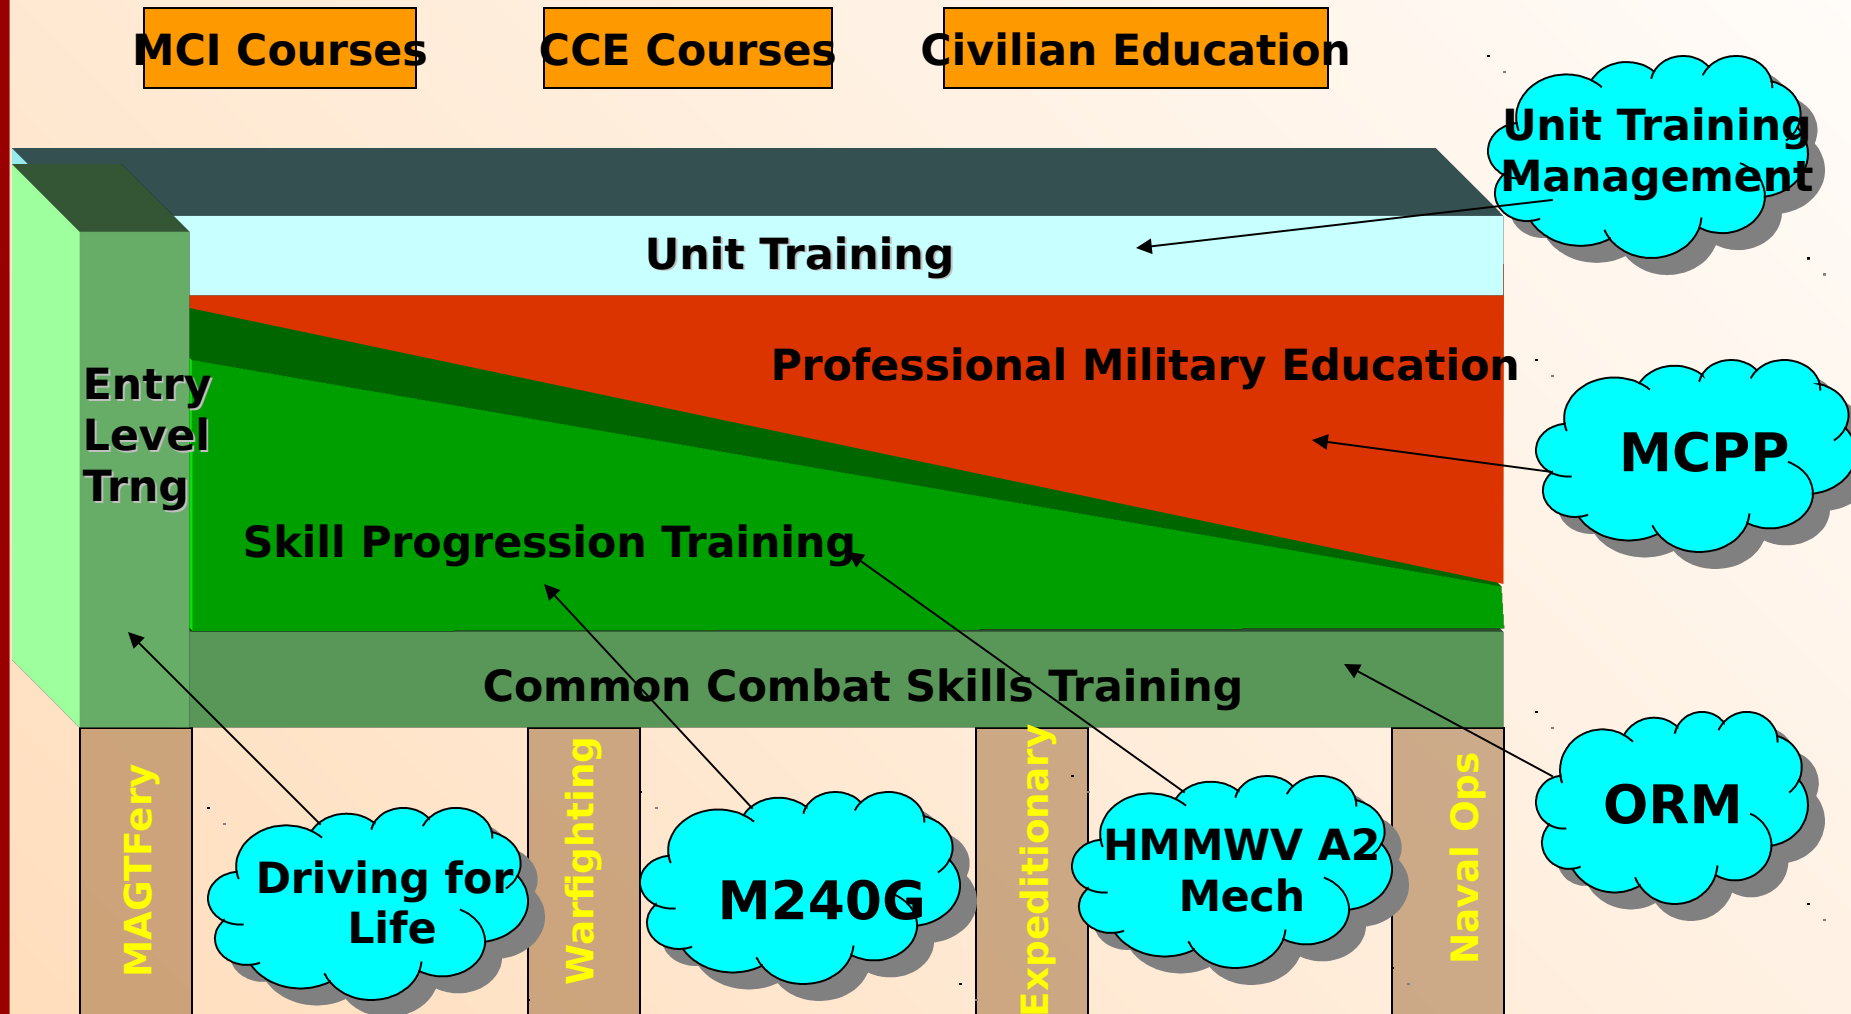 MCI Courses
CCE Courses
Civilian Education
Unit Training
Management
Unit Training
Professional Military Education
Entry
Level
Trng
MCPP
Skill Progression Training
Common Combat Skills Training
ORM
MAGTFery
Driving for
Life
Warfighting
M240G
Expeditionary
HMMWV A2
Mech
Naval Ops